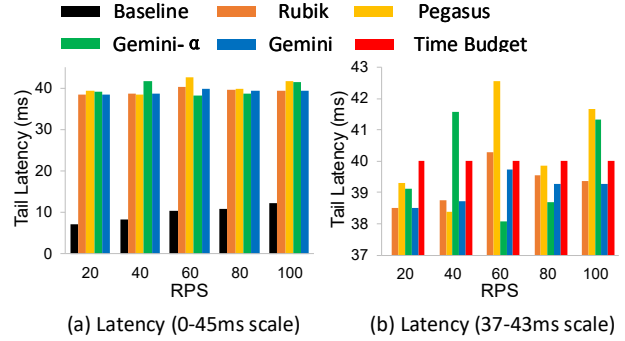 Baseline Rubik Pegasus
Gemini- α Gemini Time Budget
Tail Latency (ms)
50
40
30
20
10
0
20 40 60 80 100
RPS
(a) Latency (0-45ms scale)
Tail Latency (ms)
43
42
41
40
39
38
37
20 40 60 80 100
RPS
(b) Latency (37-43ms scale)